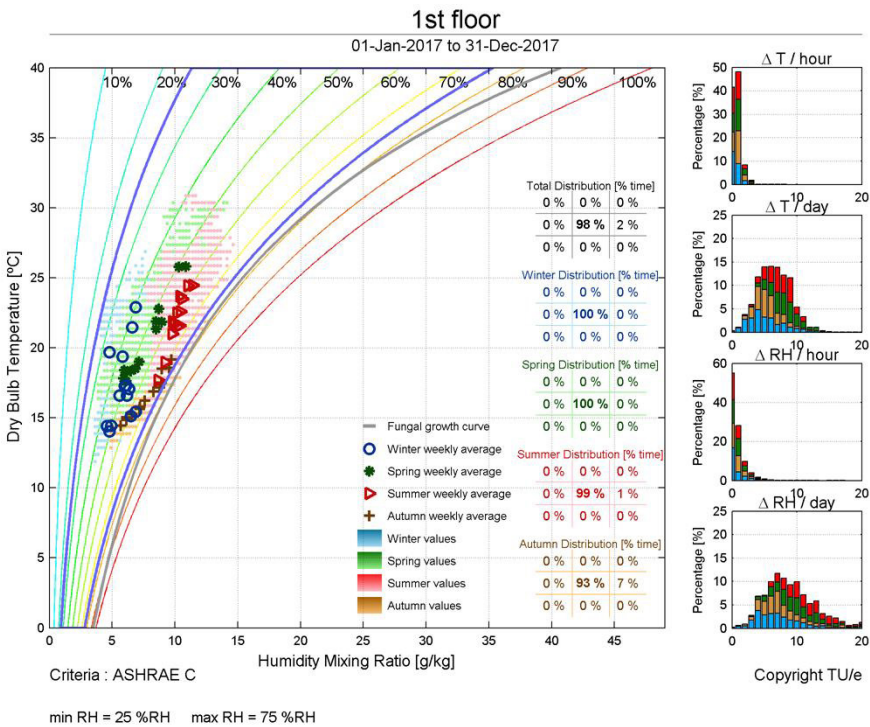 1st floor
01-Jan-2017 to 31-Dec-2017
10% 20% 30% 40% 50% 60% 70% 80% 90% 100%
40
35
30
25
20
15
10
5
0
Dry Bulb Temperature [ºC]
0 5 10 15 20 25 30 35 40 45
Humidity Mixing Ratio [g/kg]
Total Distribution [% time]
0 % 0 % 0 %
0 % 98 % 2 %
0 % 0 % 0 %
Winter Distribution [% time]
0 % 0 % 0 %
0 % 100 % 0 %
0 % 0 % 0 %
Spring Distribution [% time]
0 % 0 % 0 %
0 % 100 % 0 %
0 % 0 % 0 %
Summer Distribution [% time]
0 % 0 % 0 %
0 % 99 % 1 %
0 % 0 % 0 %
Autumn Distribution [% time]
0 % 0 % 0 %
0 % 93 % 7 %
0 % 0 % 0 %
Fungal growth curve
Winter weekly average
Spring weekly average
Summer weekly average
Autumn weekly average
Winter values
Spring values
Summer values
Autumn values
Criteria : ASHRAE C
min RH = 25 %RH max RH = 75 %RH
Δ T / hour
Percentage [%]
50
40
30
20
10
0
0 10 20
Δ T / day
Percentage [%]
25
20
15
10
5
0
0 10 20
Δ RH / hour
Percentage [%]
60
40
20
0
0 10 20
Δ RH / day
Percentage [%]
25
20
15
10
5
0
0 5 10 15 20
Copyright TU/e